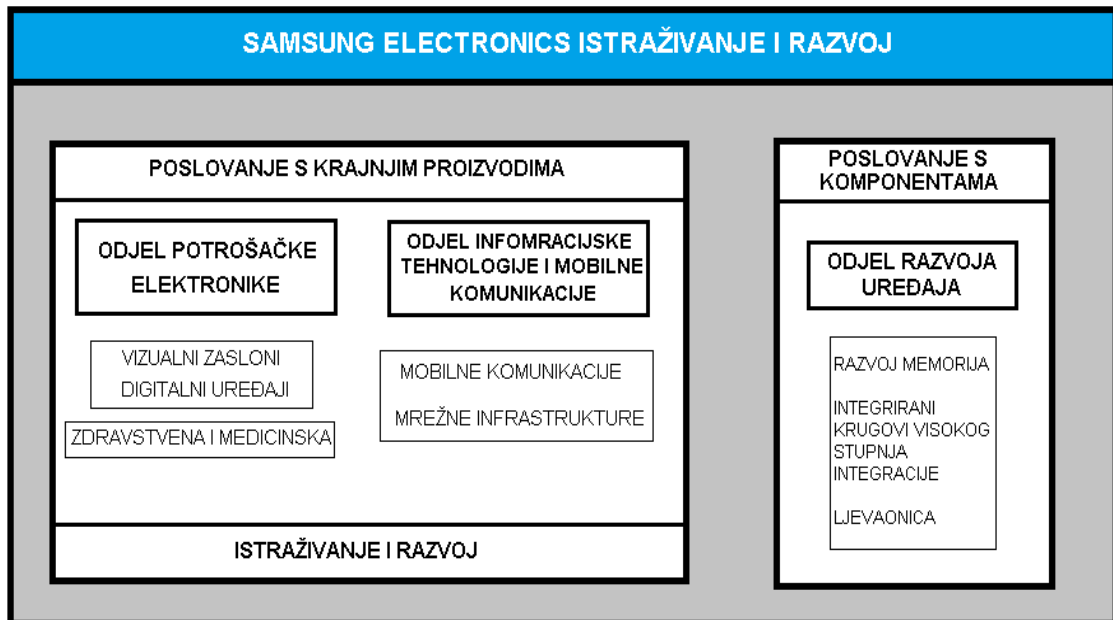 SAMSUNG ELECTRONICS ISTRAŽIVANJE I RAZVOJ
POSLOVANJE S KRAJNJIM PROIZVODIMA
ODJEL POTROŠAČKE
ELEKTRONIKE
VIZUALNI ZASLONI
DIGITALNI UREĐAJI
ZDRAVSTVENA I MEDICINSKA
ODJEL INFOMRACIJSKE
TEHNOLOGIJE I MOBILNE
KOMUNIKACIJE
MOBILNE KOMUNIKACIJE
MREŽNE INFRASTRUKTURE
ISTRAŽIVANJE I RAZVOJ
POSLOVANJE S
KOMPONENTAMA
ODJEL RAZVOJA
UREĐAJA
RAZVOJ MEMORIJA
INTEGRIRANI
KRUGOVI VISOKOG
STUPNJA
INTEGRACIJE
LJEVAONICA